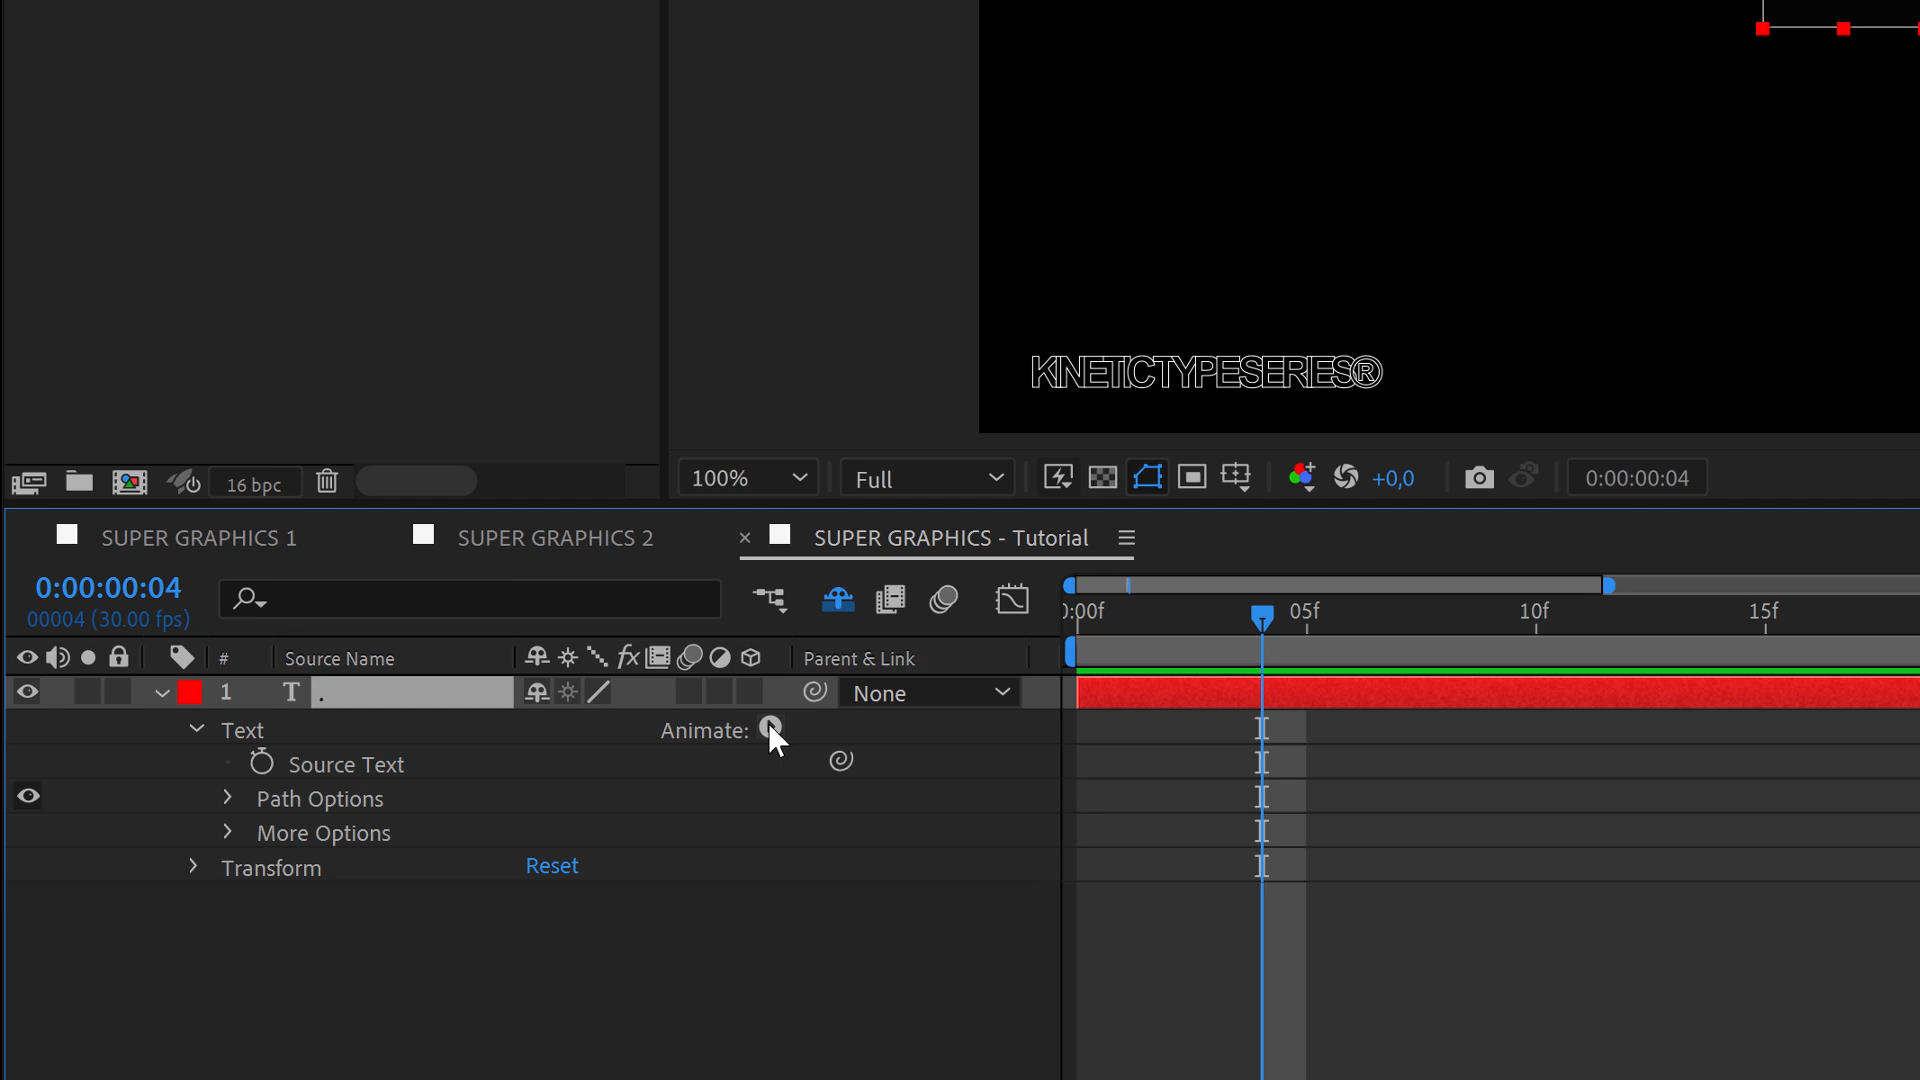 KINETICTYPESERIES®
16 bpc
100%
Full
+0,0
0:00:00:04
SUPER GRAPHICS 1
SUPER GRAPHICS 2
× SUPER GRAPHICS - Tutorial
0:00:00:04
00004 (30.00 fps)
):00f
05f
10f
15f
# Source Name
fx
Parent & Link
1 T .
None
Text
Animate:
Source Text
Path Options
More Options
Transform
Reset